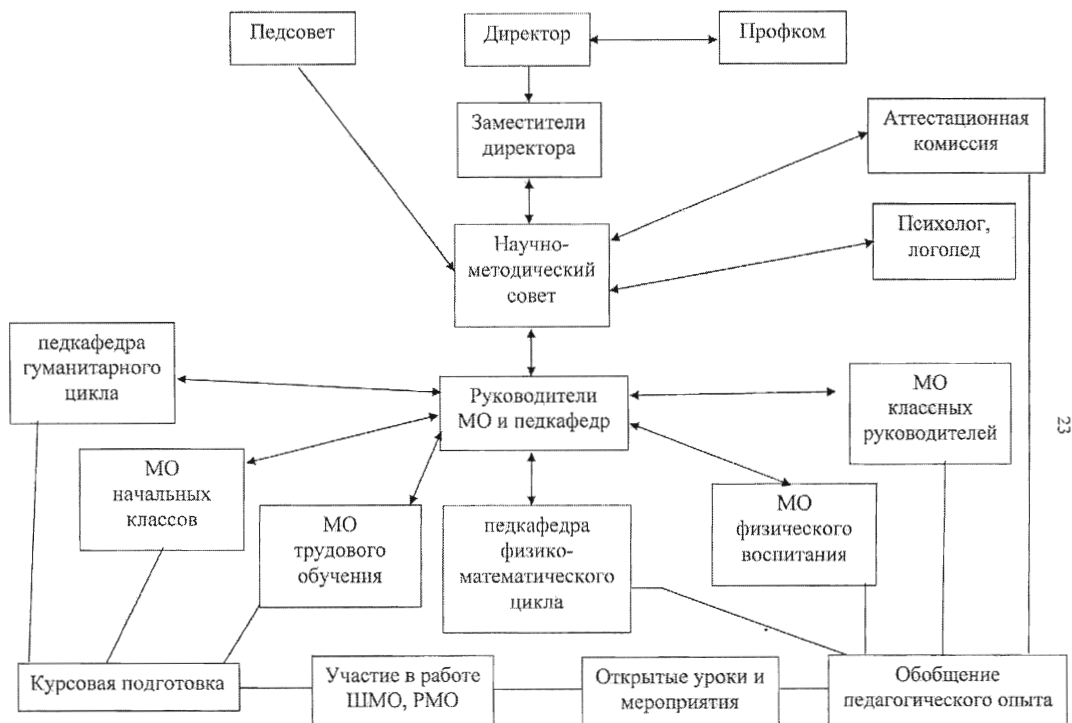 Педсовет
Директор
Профком
Заместители
директора
Аттестационная
комиссия
Научно-
методический
совет
Психолог,
логопед
педкафедра
гуманитарного
цикла
Руководители
МО и педкафедр
МО
классных
руководителей
23
МО
начальных
классов
МО
трудового
обучения
педкафедра
физико-
математического
цикла
МО
физического
воспитания
Курсовая подготовка
Участие в работе
ШМО, РМО
Открытые уроки и
мероприятия
Обобщение
педагогического опыта